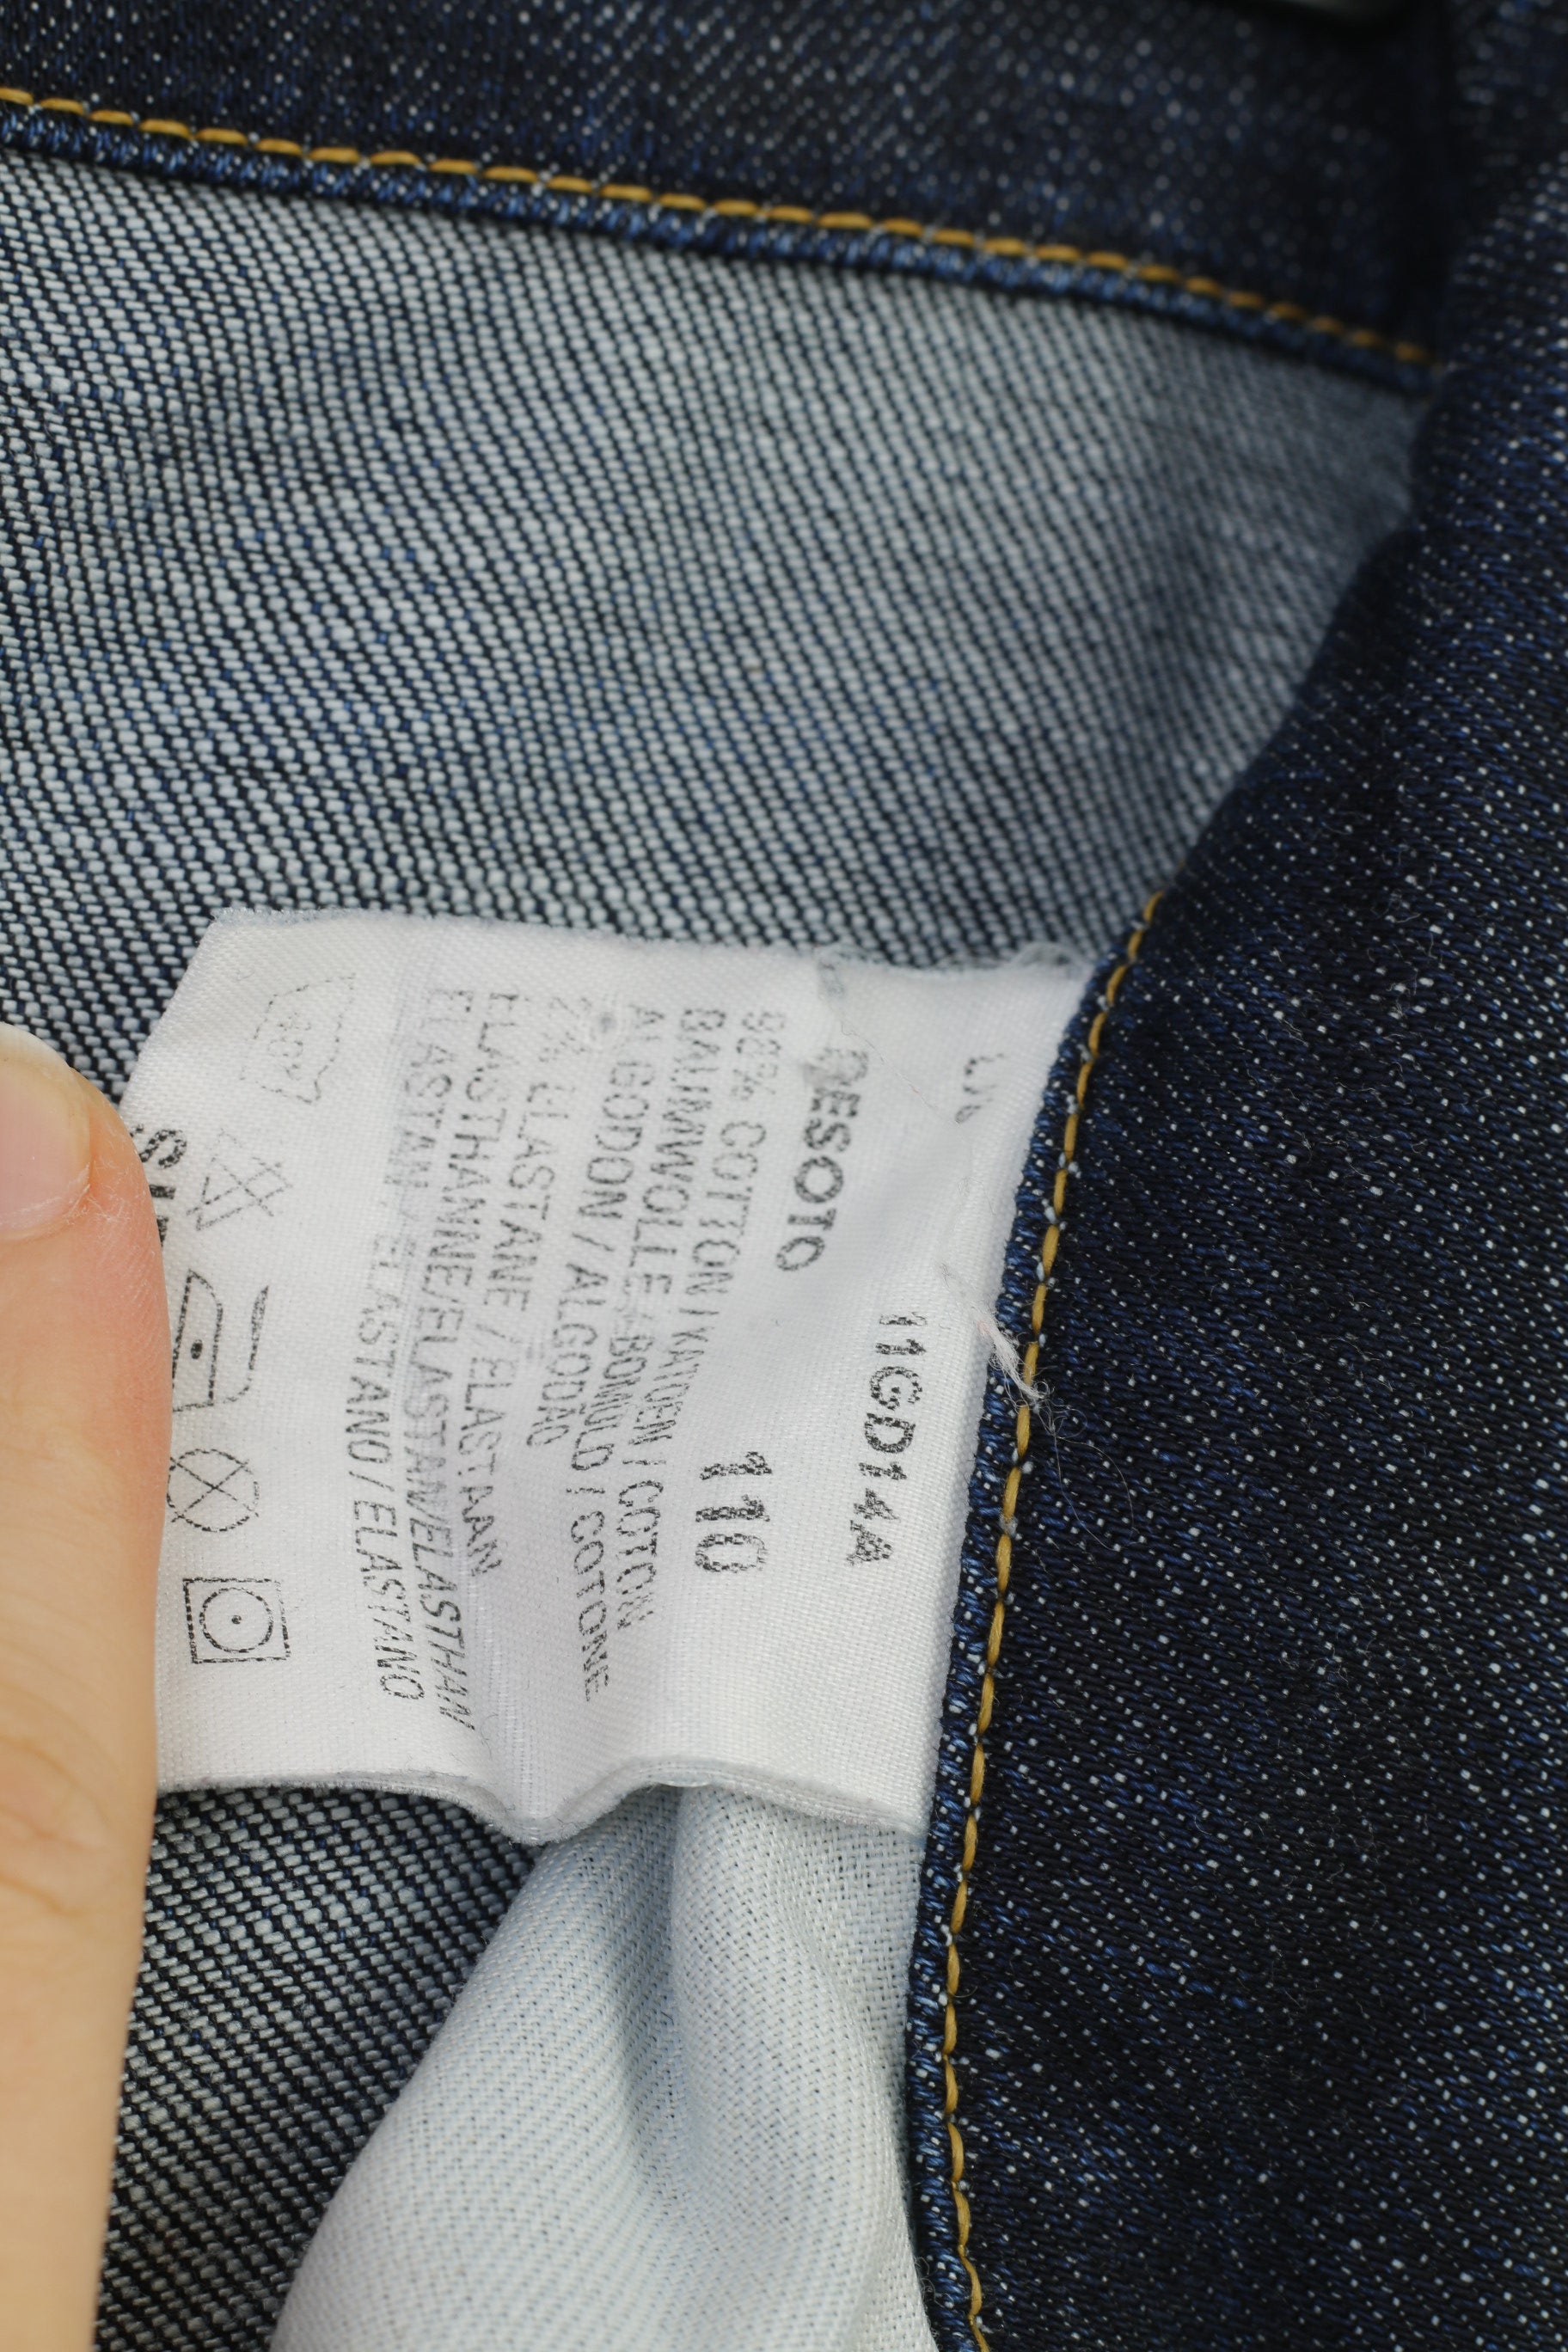 11GD14A
DESOTO
110
98% COTTON / KATOEN / COTON
BAUMWOLLE / BOMULD / COTONE
ALGODON / ALGODÃO
2% ELASTANE / ELASTAAN
ELASTHANNE/ELASTAN/ELASTHAN
ELASTAN / ELASTANO / ELASTANO
40°